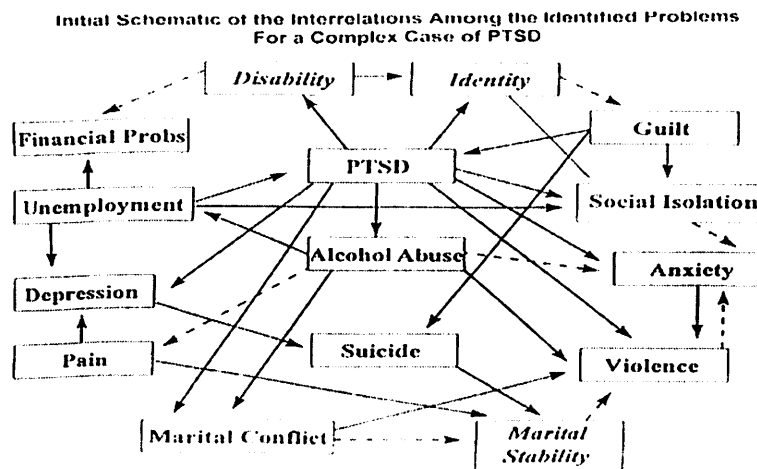 Initial Schematic of the Interrelations Among the Identified Problems
For a Complex Case of PTSD
Disability
Identity
Financial Probs
Guilt
PTSD
Unemployment
Social Isolation
Alcohol Abuse
Anxiety
Depression
Suicide
Pain
Violence
Marital Conflict
Marital
Stability